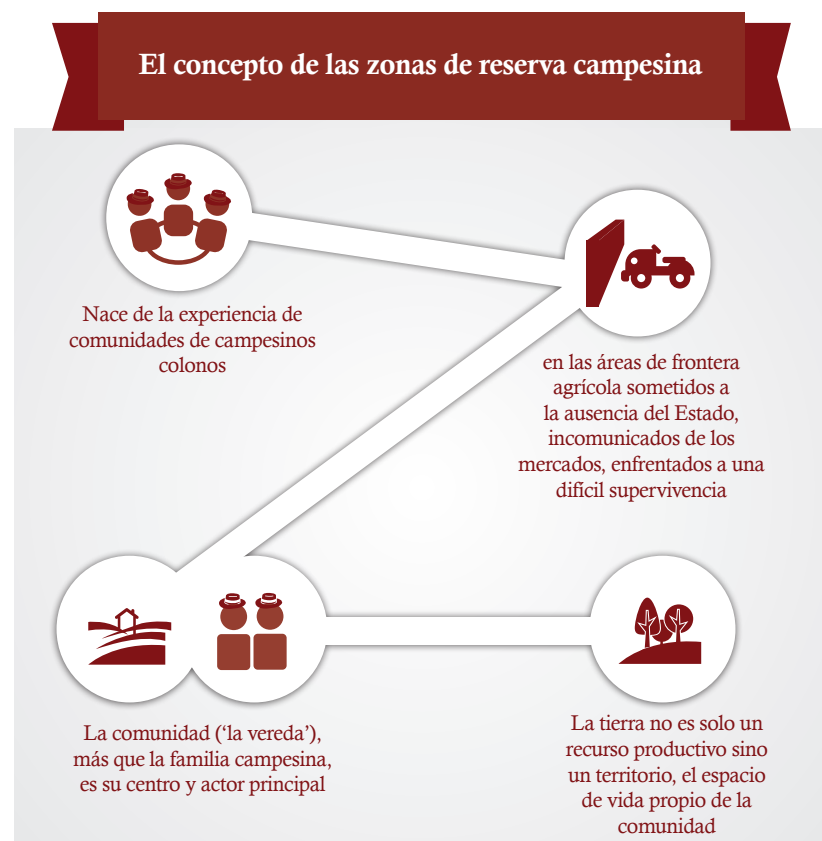 El concepto de las zonas de reserva campesina
Nace de la experiencia de
comunidades de campesinos
colonos
en las áreas de frontera
agrícola sometidos a
la ausencia del Estado,
incomunicados de los
mercados, enfrentados a una
difícil supervivencia
La comunidad (‘la vereda’),
más que la familia campesina,
es su centro y actor principal
La tierra no es solo un
recurso productivo sino
un territorio, el espacio
de vida propio de la
comunidad